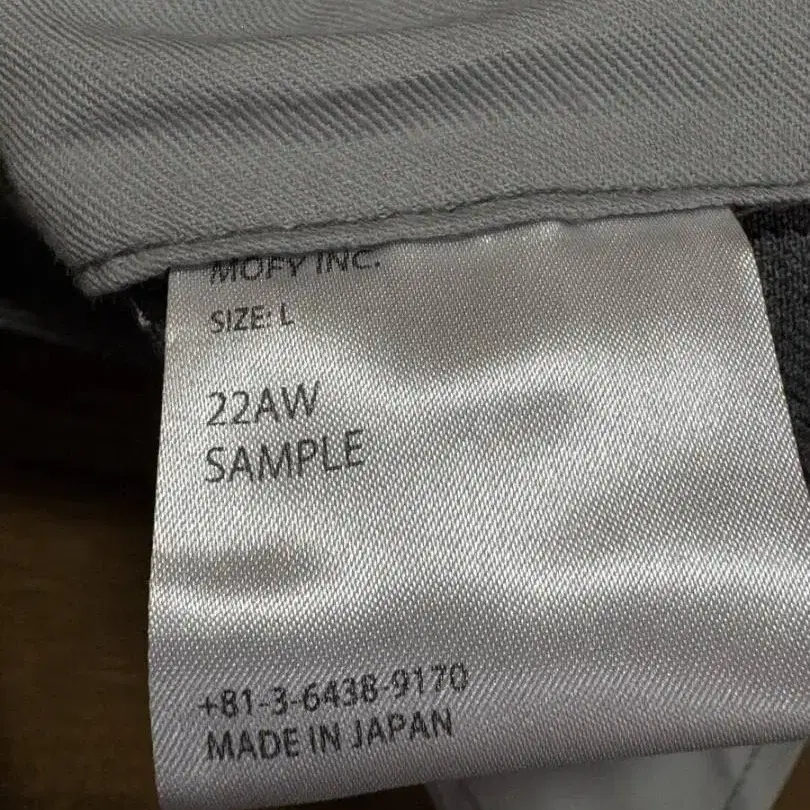 MOFY INC.
SIZE: L
22AW
SAMPLE
+81-3-6438-9170
MADE IN JAPAN